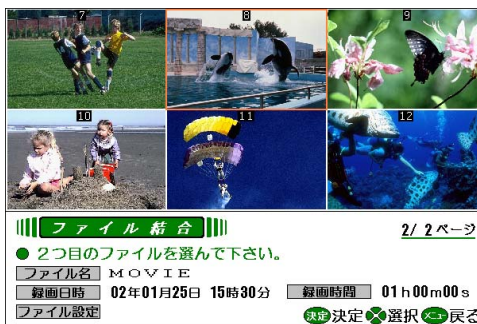 7 8 9
10 11 12
ファイル結合 2/ 2ページ
2つ目のファイルを選んで下さい。
ファイル名 MOVIE
録画日時 02年01月25日 15時30分 録画時間 01h00m00s
ファイル設定 決定 決定 選択 メニュー 戻る